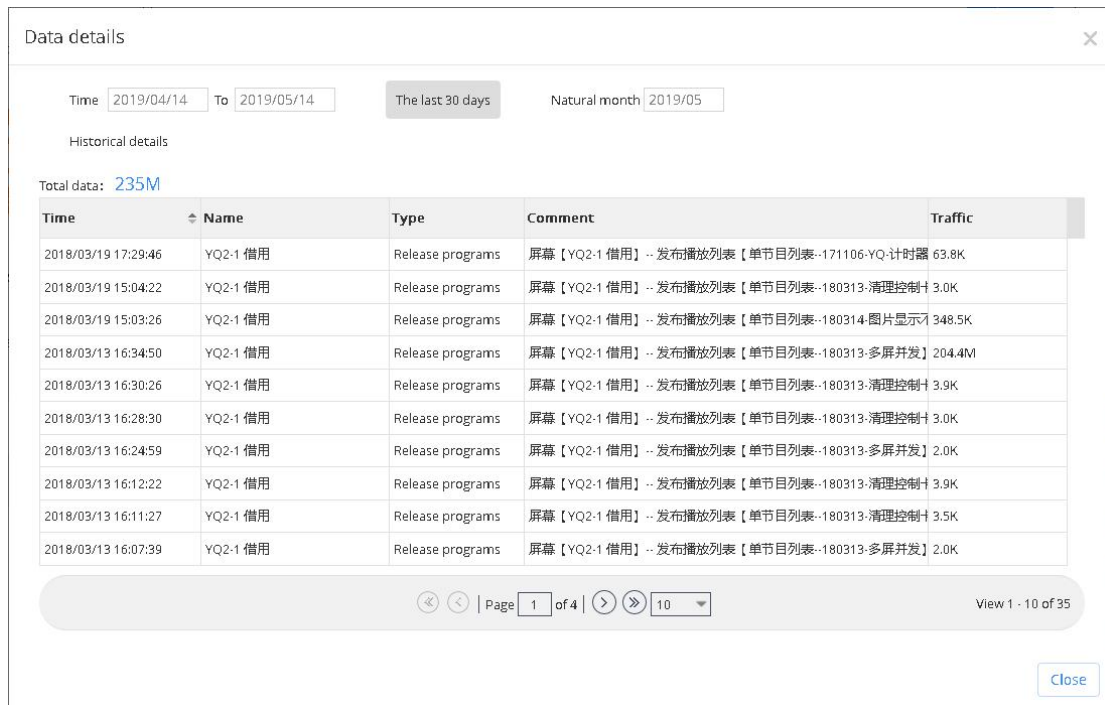 Data details
Time 2019/04/14 To 2019/05/14 The last 30 days Natural month 2019/05
Historical details
Total data: 235M
Time Name Type Comment Traffic
2018/03/19 17:29:46 YQ2-1 借用 Release programs 屏幕【YQ2-1 借用】-- 发布播放列表【单节目列表--171106-YQ-计时器 63.8K
2018/03/19 15:04:22 YQ2-1 借用 Release programs 屏幕【YQ2-1 借用】-- 发布播放列表【单节目列表--180313-清理控制 3.0K
2018/03/19 15:03:26 YQ2-1 借用 Release programs 屏幕【YQ2-1 借用】-- 发布播放列表【单节目列表--180314-图片显示 348.5K
2018/03/13 16:34:50 YQ2-1 借用 Release programs 屏幕【YQ2-1 借用】-- 发布播放列表【单节目列表--180313-多屏并发】 204.4M
2018/03/13 16:30:26 YQ2-1 借用 Release programs 屏幕【YQ2-1 借用】-- 发布播放列表【单节目列表--180313-清理控制 3.9K
2018/03/13 16:28:30 YQ2-1 借用 Release programs 屏幕【YQ2-1 借用】-- 发布播放列表【单节目列表--180313-清理控制 3.0K
2018/03/13 16:24:59 YQ2-1 借用 Release programs 屏幕【YQ2-1 借用】-- 发布播放列表【单节目列表--180313-多屏并发】 2.0K
2018/03/13 16:12:22 YQ2-1 借用 Release programs 屏幕【YQ2-1 借用】-- 发布播放列表【单节目列表--180313-清理控制 3.9K
2018/03/13 16:11:27 YQ2-1 借用 Release programs 屏幕【YQ2-1 借用】-- 发布播放列表【单节目列表--180313-清理控制 3.5K
2018/03/13 16:07:39 YQ2-1 借用 Release programs 屏幕【YQ2-1 借用】-- 发布播放列表【单节目列表--180313-多屏并发】 2.0K
Page 1 of 4 10 View 1 - 10 of 35
Close